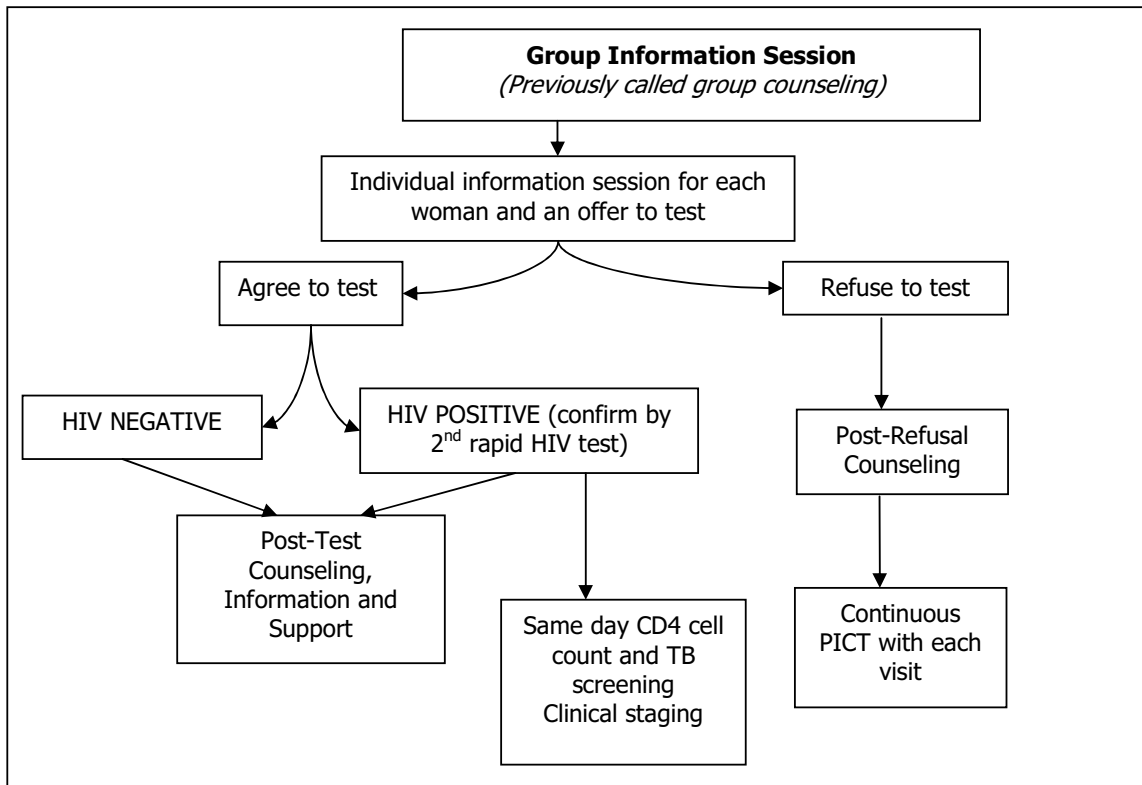 Group Information Session
(Previously called group counseling)
Individual information session for each
woman and an offer to test
Agree to test
Refuse to test
HIV NEGATIVE
HIV POSITIVE (confirm by
2nd rapid HIV test)
Post-Refusal
Counseling
Post-Test
Counseling,
Information and
Support
Same day CD4 cell
count and TB
screening
Clinical staging
Continuous
PICT with each
visit